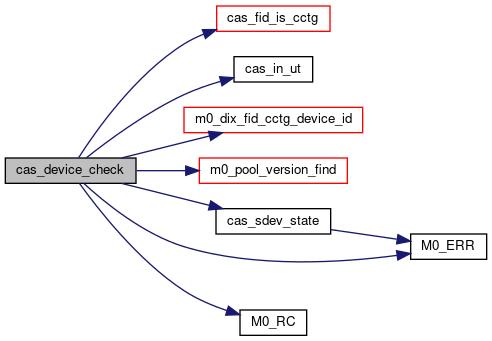 cas_fid_is_cctg
cas_in_ut
m0_dix_fid_cctg_device_id
cas_device_check
m0_pool_version_find
cas_sdev_state
M0_ERR
M0_RC